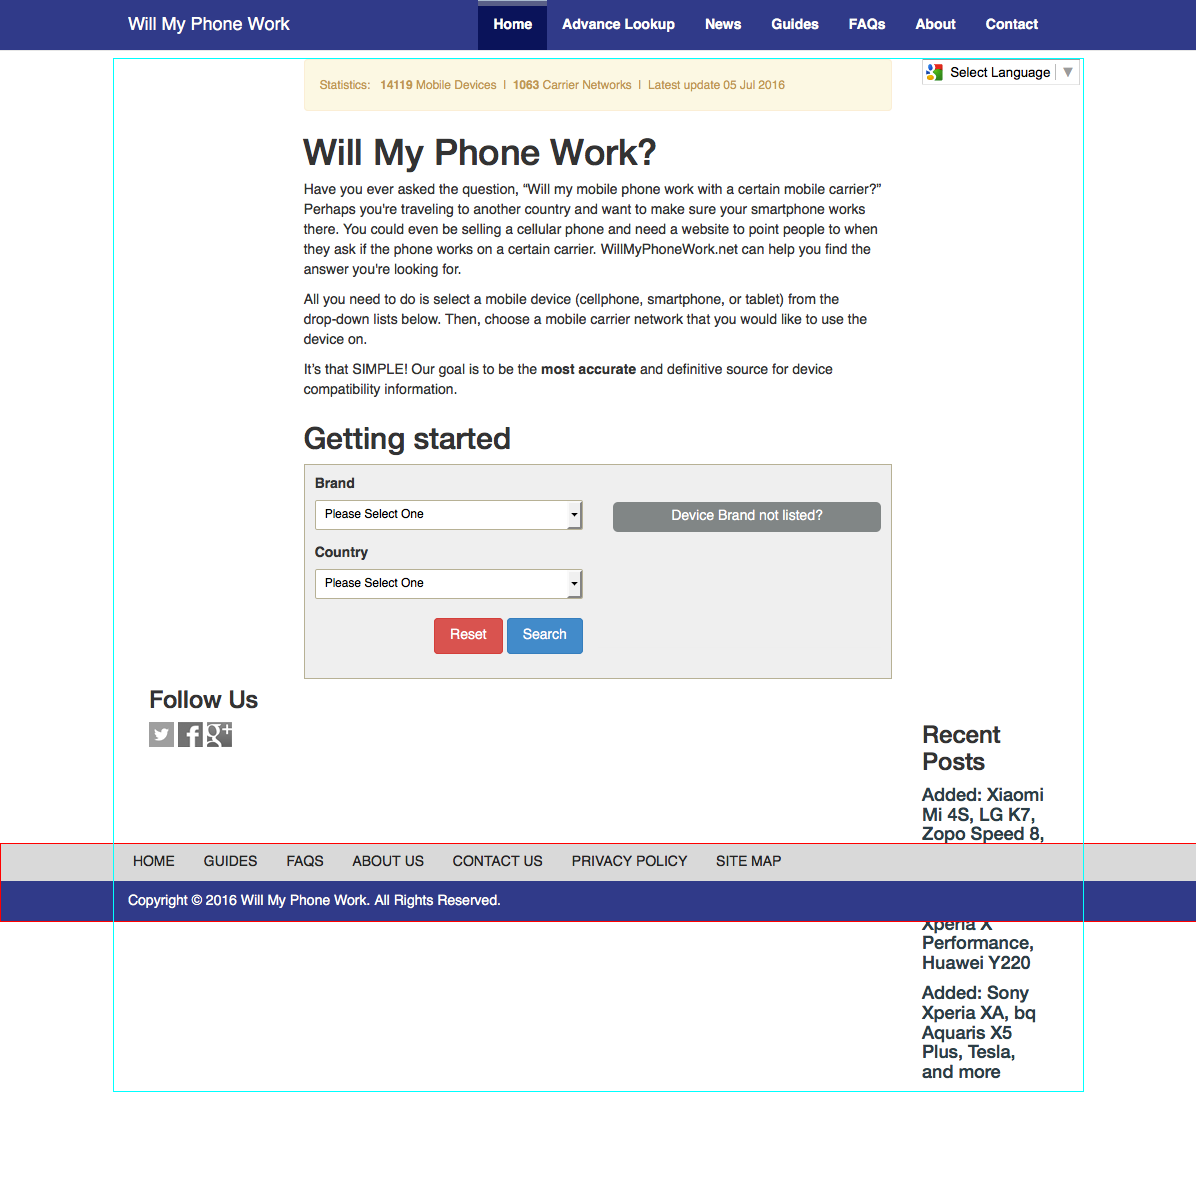 Will My Phone Work
Home
Advance Lookup
News
Guides
FAQs
About
Contact
Select Language ▼
Statistics: 14119 Mobile Devices | 1063 Carrier Networks | Latest update 05 Jul 2016
Will My Phone Work?
Have you ever asked the question, “Will my mobile phone work with a certain mobile carrier?”
Perhaps you're traveling to another country and want to make sure your smartphone works
there. You could even be selling a cellular phone and need a website to point people to when
they ask if the phone works on a certain carrier. WillMyPhoneWork.net can help you find the
answer you're looking for.
All you need to do is select a mobile device (cellphone, smartphone, or tablet) from the
drop-down lists below. Then, choose a mobile carrier network that you would like to use the
device on.
It’s that SIMPLE! Our goal is to be the most accurate and definitive source for device
compatibility information.
Getting started
Brand
Please Select One
Device Brand not listed?
Country
Please Select One
Reset
Search
Follow Us
Recent
Posts
Added: Xiaomi
Mi 4S, LG K7,
Zopo Speed 8,
HOME
GUIDES
FAQS
ABOUT US
CONTACT US
PRIVACY POLICY
SITE MAP
Copyright © 2016 Will My Phone Work. All Rights Reserved.
Xperia X
Performance,
Huawei Y220
Added: Sony
Xperia XA, bq
Aquaris X5
Plus, Tesla,
and more